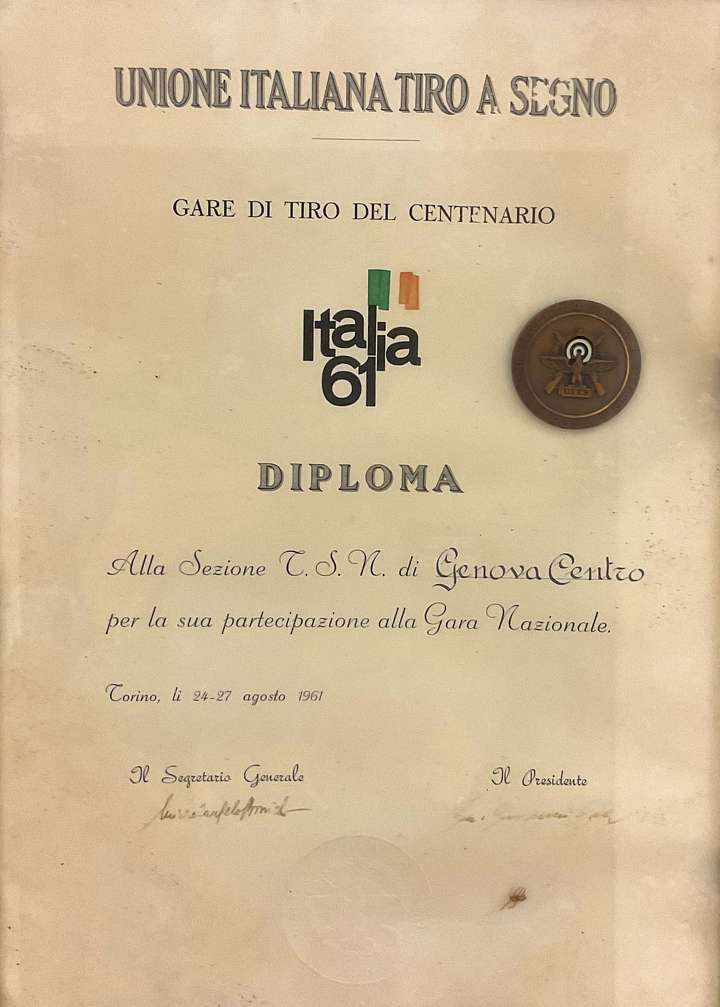 UNIONE ITALIANA TIRO A SEGNO
GARE DI TIRO DEL CENTENARIO
Italia
61
DIPLOMA
Alla Sezione T. S. N. di Genova Centro
per la sua partecipazione alla Gara Nazionale.
Torino, li 24-27 agosto 1961
Il Segretario Generale
Il Presidente